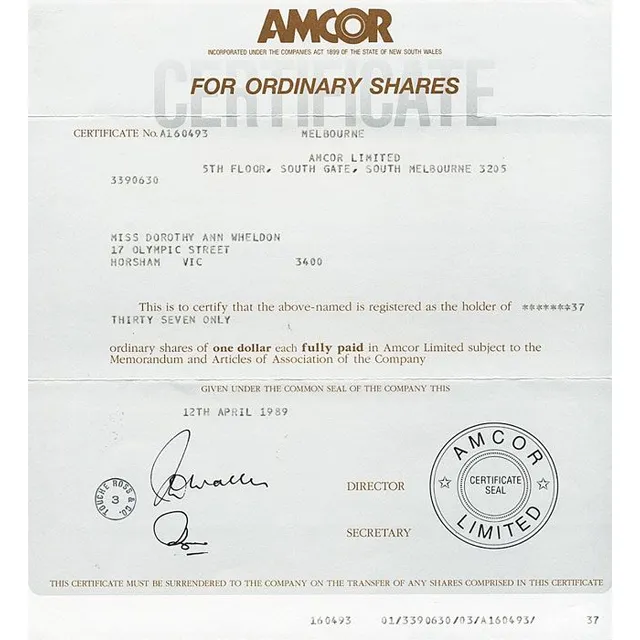 AMCOR
INCORPORATED UNDER THE COMPANIES ACT 1899 OF THE STATE OF NEW SOUTH WALES
CERTIFICATE
FOR ORDINARY SHARES
CERTIFICATE No. A160493 MELBOURNE
AMCOR LIMITED
5TH FLOOR, SOUTH GATE, SOUTH MELBOURNE 3205
3390630
MISS DOROTHY ANN WHELDON
17 OLYMPIC STREET
HORSHAM VIC 3400
This is to certify that the above-named is registered as the holder of *******37
THIRTY SEVEN ONLY
ordinary shares of one dollar each fully paid in Amcor Limited subject to the
Memorandum and Articles of Association of the Company
GIVEN UNDER THE COMMON SEAL OF THE COMPANY THIS
12TH APRIL 1989
TOUCHE ROSS & CO.
3
DIRECTOR
SECRETARY
AMCOR
CERTIFICATE
SEAL
LIMITED
THIS CERTIFICATE MUST BE SURRENDERED TO THE COMPANY ON THE TRANSFER OF ANY SHARES COMPRISED IN THIS CERTIFICATE
160493 01/3390630/03/A160493/ 37